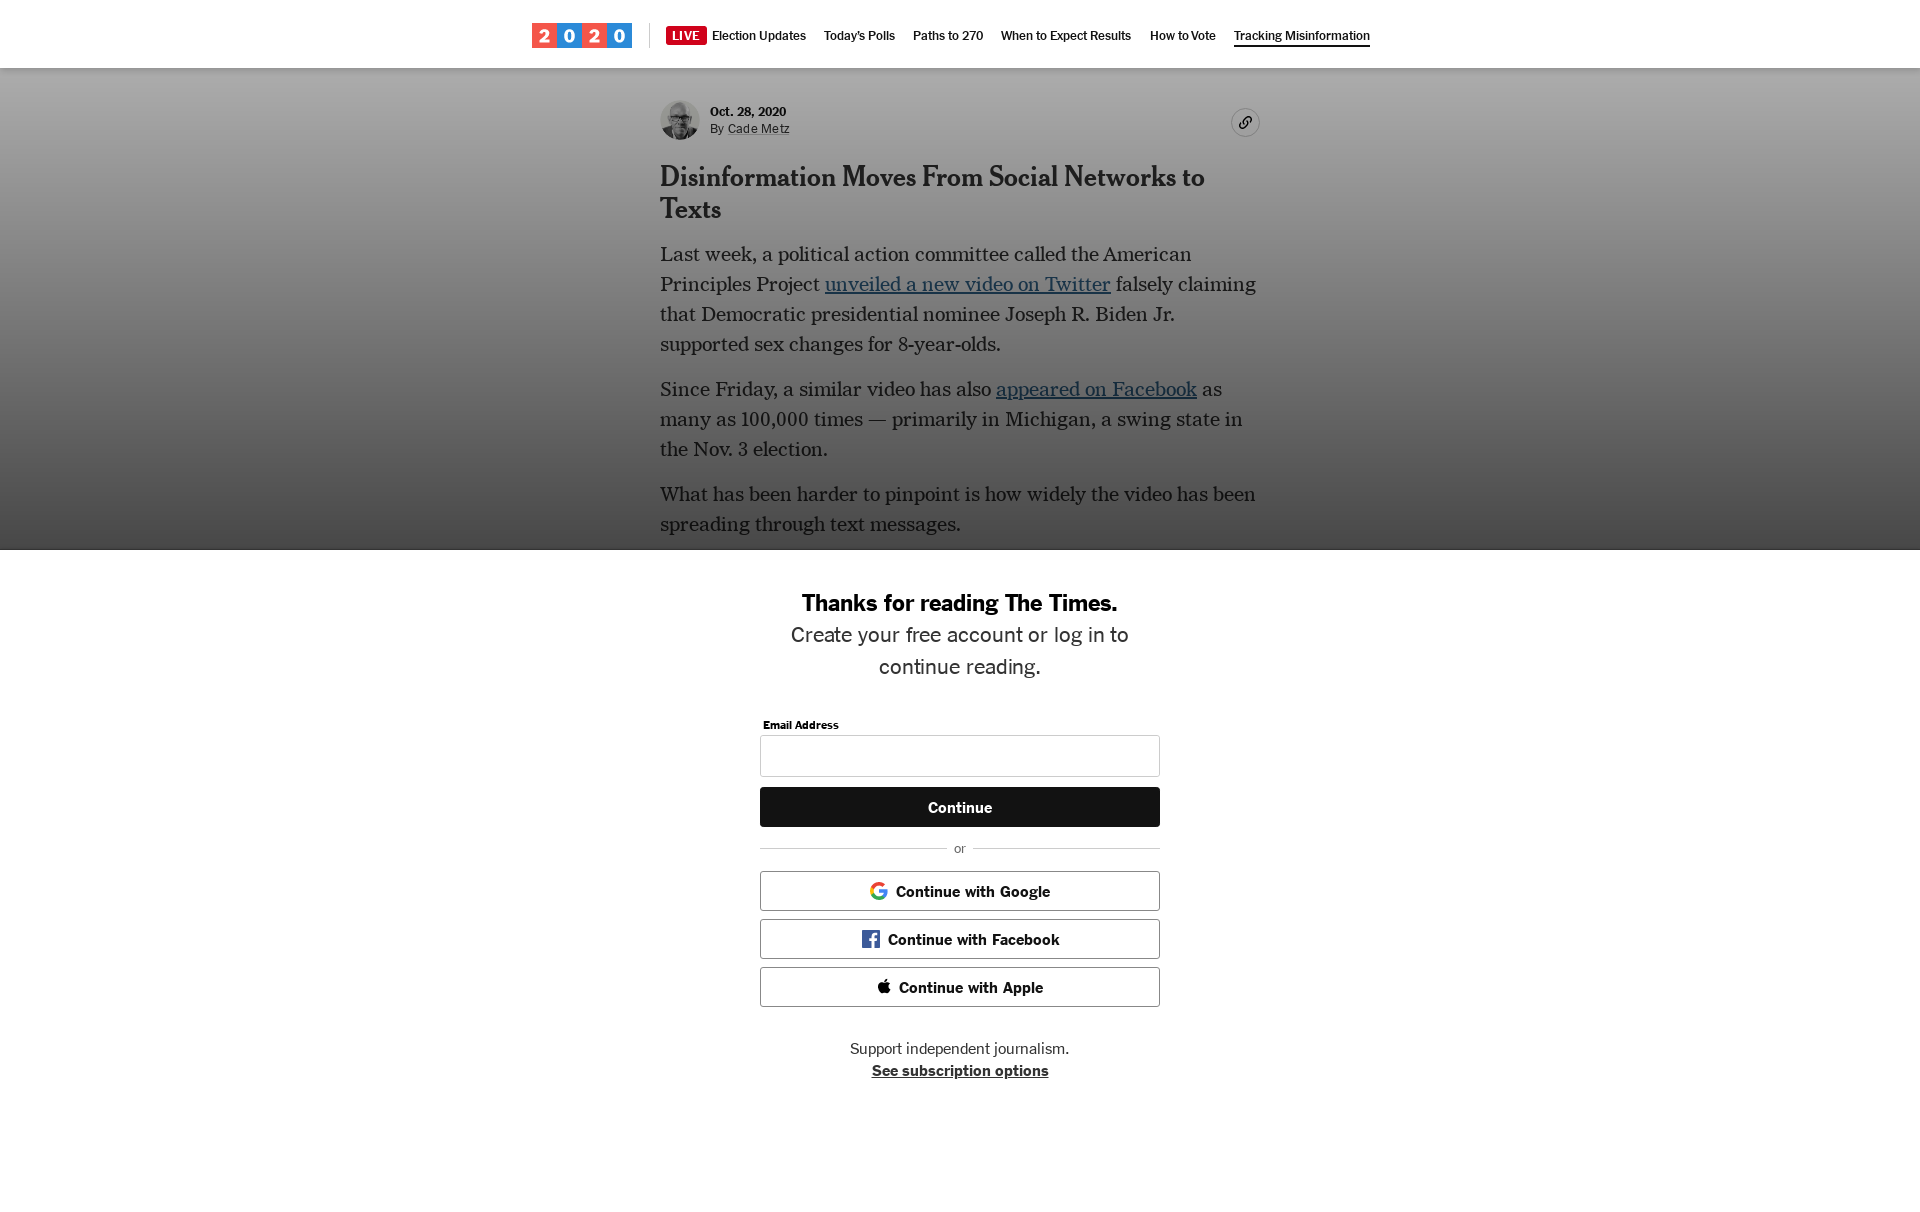 2020
LIVE Election Updates Today's Polls Paths to 270 When to Expect Results How to Vote Tracking Misinformation
Oct. 28, 2020
By Cade Metz
Disinformation Moves From Social Networks to
Texts
Last week, a political action committee called the American
Principles Project unveiled a new video on Twitter falsely claiming
that Democratic presidential nominee Joseph R. Biden Jr.
supported sex changes for 8-year-olds.
Since Friday, a similar video has also appeared on Facebook as
many as 100,000 times — primarily in Michigan, a swing state in
the Nov. 3 election.
What has been harder to pinpoint is how widely the video has been
spreading through text messages.
Thanks for reading The Times.
Create your free account or log in to
continue reading.
Email Address
Continue
or
Continue with Google
Continue with Facebook
Continue with Apple
Support independent journalism.
See subscription options